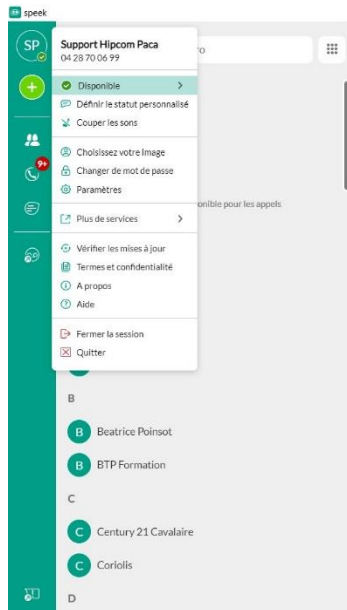 speek
SP
Support Hipcom Paca
04 28 70 06 99
ro
Disponible
Définir le statut personnalisé
Couper les sons
9+
Choisissez votre Image
Changer de mot de passe
Paramètres
onible pour les appels
Plus de services
Vérifier les mises à jour
Termes et confidentialité
A propos
Aide
Fermer la session
Quitter
B
B Beatrice Poinsot
B BTP Formation
C
C Century 21 Cavalaire
C Coriolis
D